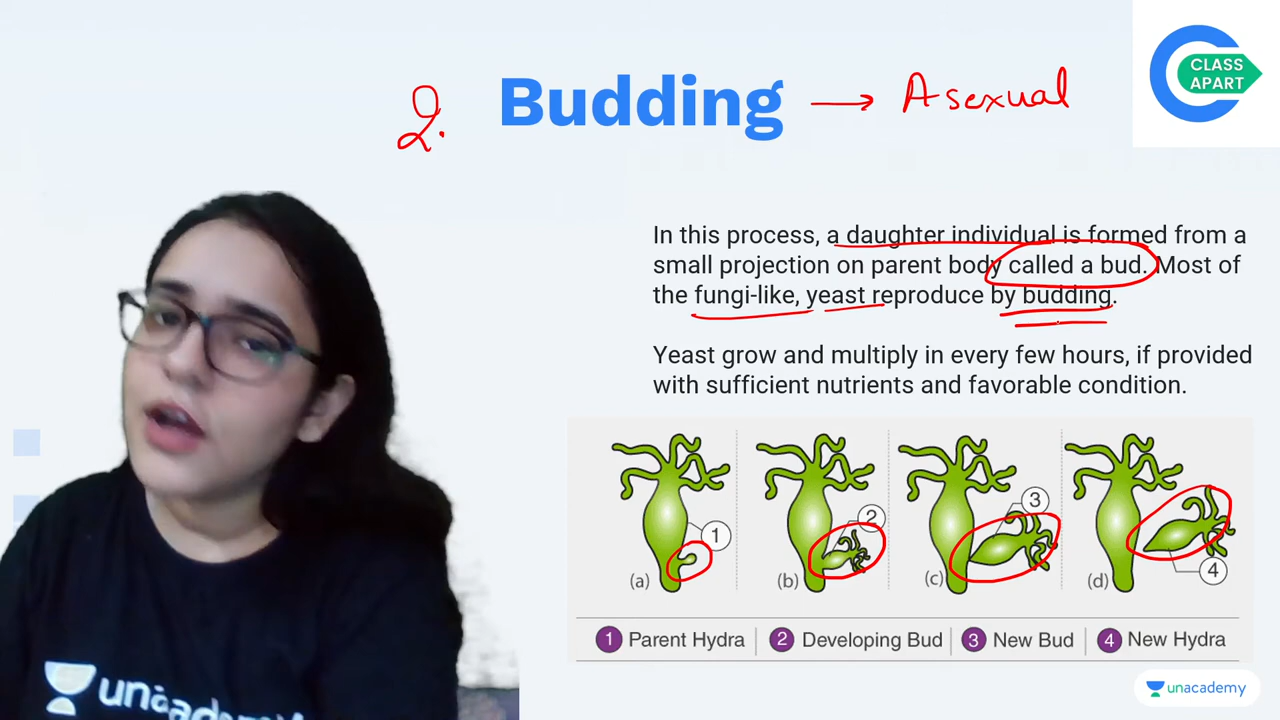 CLASS
APART
2. Budding → Asexual
In this process, a daughter individual is formed from a
small projection on parent body called a bud. Most of
the fungi-like, yeast reproduce by budding.
Yeast grow and multiply in every few hours, if provided
with sufficient nutrients and favorable condition.
1 2 3 4
(a) (b) (c) (d)
1 Parent Hydra 2 Developing Bud 3 New Bud 4 New Hydra
unacademy
unacademy